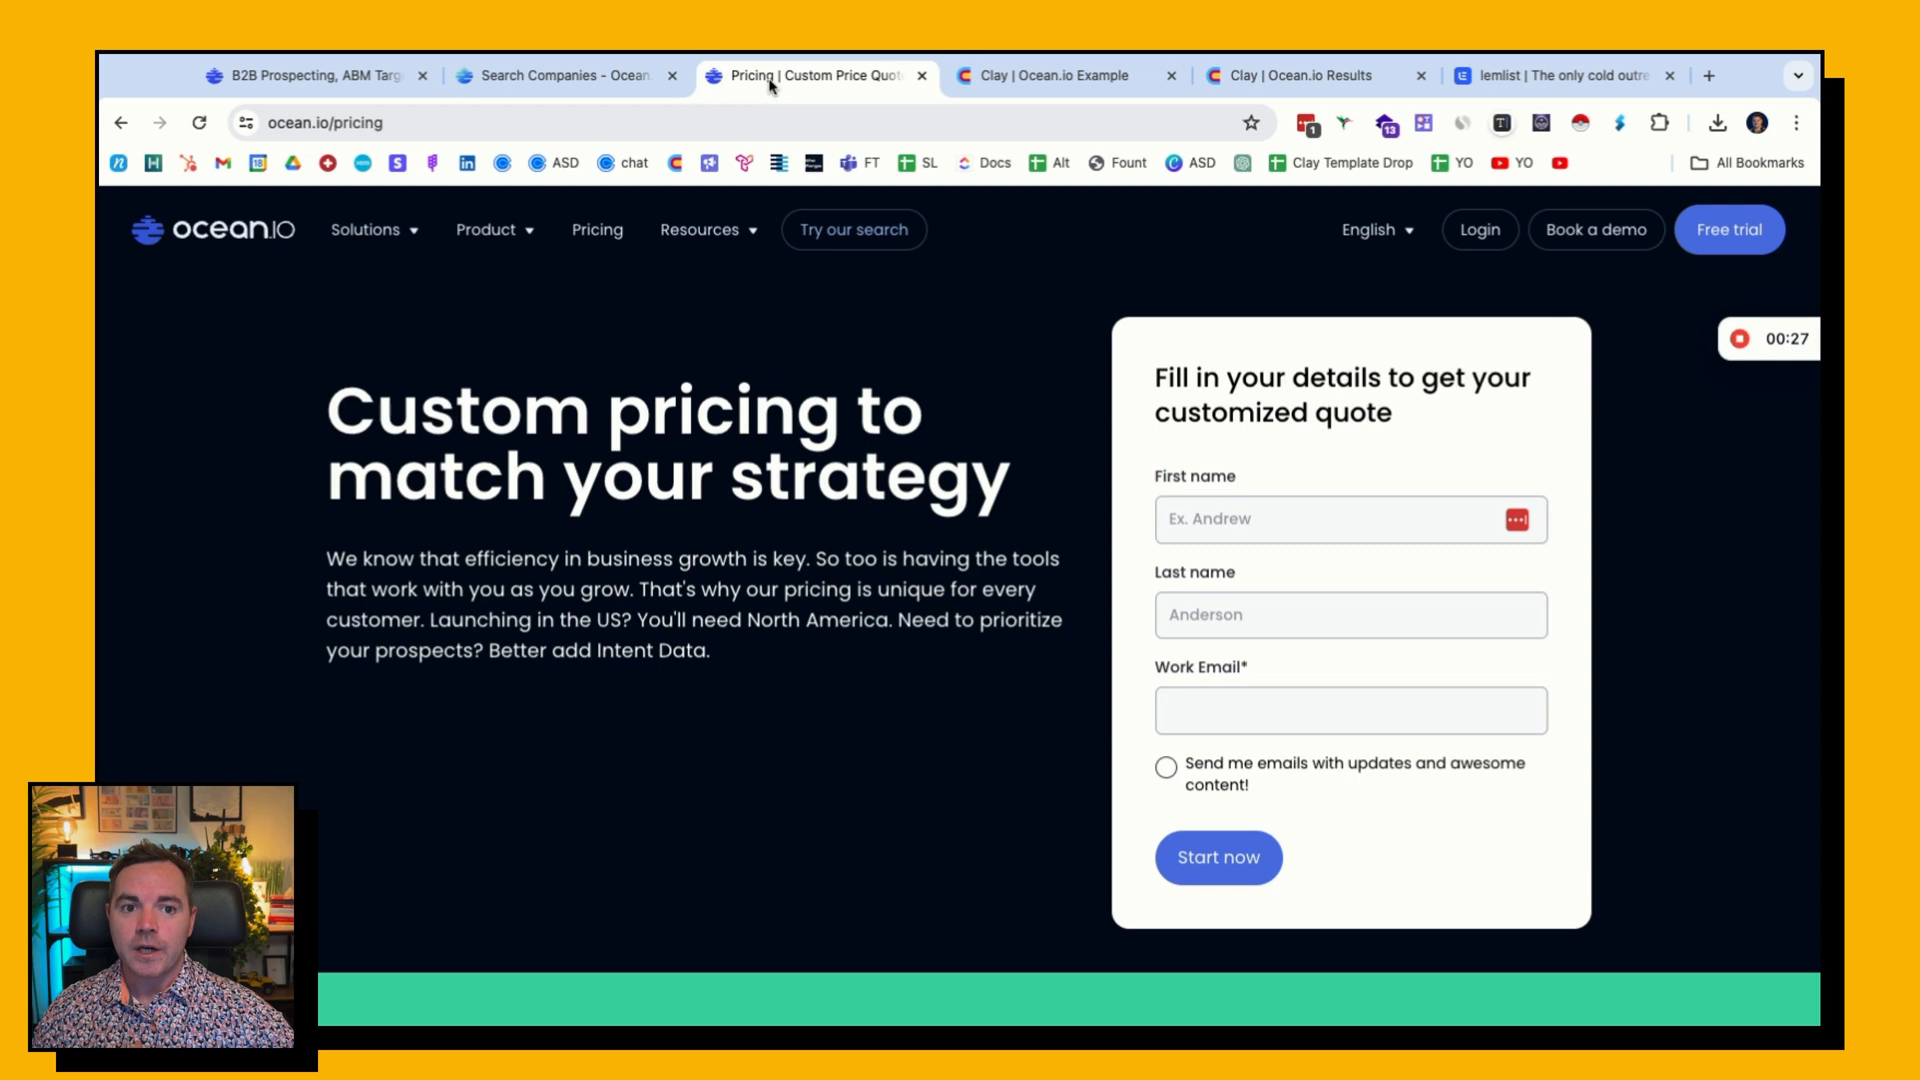 B2B Prospecting, ABM Targ
Search Companies - Ocean.
Pricing | Custom Price Quot
Clay | Ocean.io Example
Clay | Ocean.io Results
lemlist | The only cold outre
ocean.io/pricing
1
13
T
H
18
S
in
ASD
chat
FT
SL
Docs
Alt
Fount
ASD
Clay Template Drop
YO
YO
All Bookmarks
ocean.IO
Solutions
Product
Pricing
Resources
Try our search
English
Login
Book a demo
Free trial
00:27
Custom pricing to
match your strategy
We know that efficiency in business growth is key. So too is having the tools
that work with you as you grow. That's why our pricing is unique for every
customer. Launching in the US? You'll need North America. Need to prioritize
your prospects? Better add Intent Data.
Fill in your details to get your
customized quote
First name
Ex. Andrew
Last name
Anderson
Work Email*
Send me emails with updates and awesome
content!
Start now